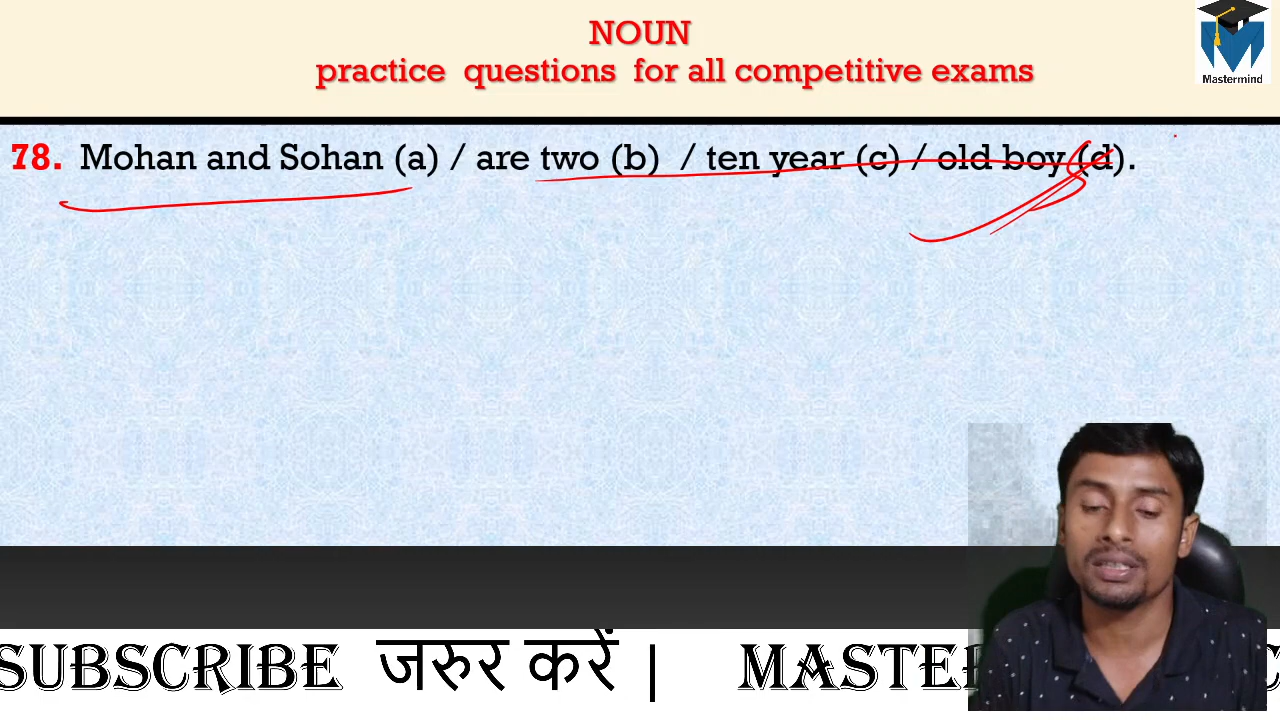 NOUN
practice questions for all competitive exams
Mastermind
78. Mohan and Sohan (a) / are two (b) / ten year (c) / old boy (d).
SUBSCRIBE जरुर करें | MASTER